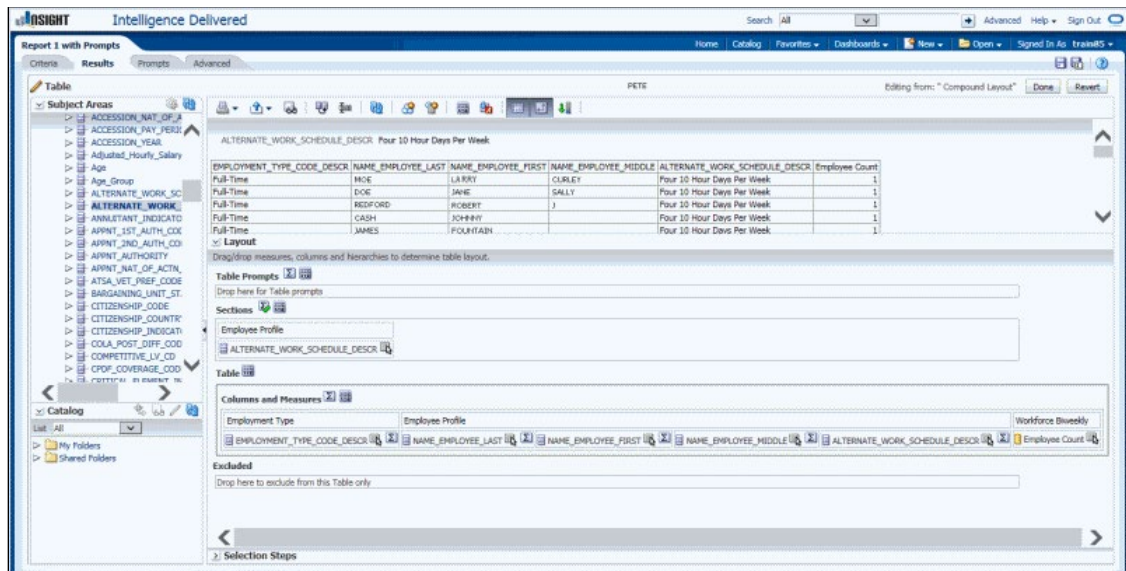 INSIGHT Intelligence Delivered Search All Advanced Help Sign Out
Report 1 with Prompts Home Catalog Favorites Dashboards New Open Signed In As train05
Criteria Results Prompts Advanced
Table PETE Editing from: "Compound Layout" Done Revert
Subject Areas
ACCESSION_NAT_OF_A
ACCESSION_PAY_PERIC
ACCESSION_YEAR
Adjusted_Hourly_Salary
Age
Age_Group
ALTERNATE_WORK_SC
ALTERNATE_WORK_
ANNUITANT_INDICATO
APPNT_1ST_AUTH_COD
APPNT_2ND_AUTH_CO
APPNT_AUTHORITY
APPNT_NAT_OF_ACTN_
ATSA_VET_PREF_CODE
BARGAINING_UNIT_ST
CITIZENSHIP_CODE
CITIZENSHIP_COUNTR
CITIZENSHIP_INDICATI
COLA_POST_DIFF_COD
COMPETITIVE_LV_CD
CPDF_COVERAGE_COD
CRITICAL_ELEMENT_IN
Catalog
List All
My Folders
Shared Folders
ALTERNATE_WORK_SCHEDULE_DESCR Four 10 Hour Days Per Week
EMPLOYMENT_TYPE_CODE_DESCR NAME_EMPLOYEE_LAST NAME_EMPLOYEE_FIRST NAME_EMPLOYEE_MIDDLE ALTERNATE_WORK_SCHEDULE_DESCR Employee Count
Full-Time MOE LARRY CURLEY Four 10 Hour Days Per Week 1
Full-Time DOE JANE SALLY Four 10 Hour Days Per Week 1
Full-Time REDFORD ROBERT J Four 10 Hour Days Per Week 1
Full-Time CASH JOHNNY Four 10 Hour Days Per Week 1
Full-Time JAMES FOUNTAIN Four 10 Hour Days Per Week 1
Layout
Drag/drop measures, columns and hierarchies to determine table layout.
Table Prompts
Drop here for Table prompts
Sections
Employee Profile
ALTERNATE_WORK_SCHEDULE_DESCR
Table
Columns and Measures
Employment Type Employee Profile Workforce Biweekly
EMPLOYMENT_TYPE_CODE_DESCR NAME_EMPLOYEE_LAST NAME_EMPLOYEE_FIRST NAME_EMPLOYEE_MIDDLE ALTERNATE_WORK_SCHEDULE_DESCR Employee Count
Excluded
Drop here to exclude from this Table only
Selection Steps